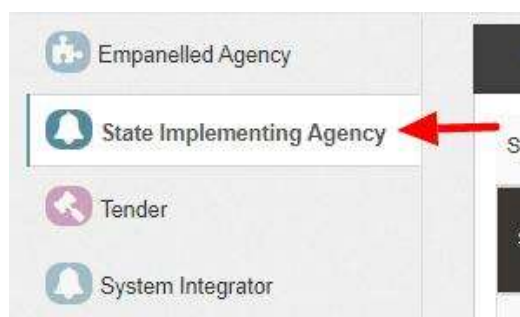 Empanelled Agency
State Implementing Agency
Tender
System Integrator